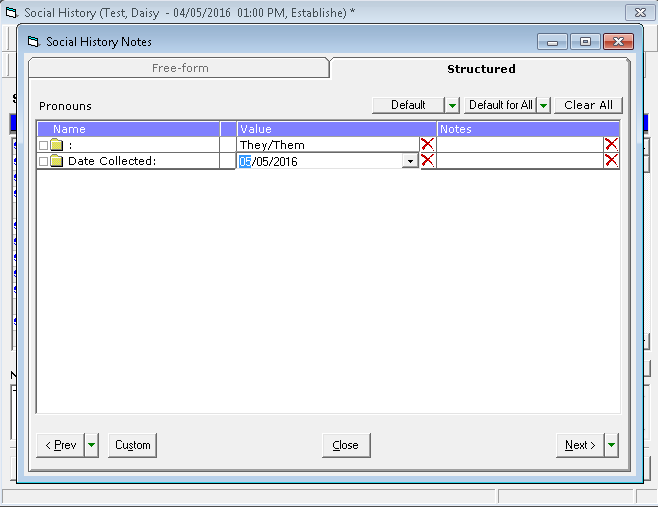 Social History (Test, Daisy - 04/05/2016 01:00 PM, Establishe) *
Social History Notes
Free-form
Structured
Pronouns
Default
Default for All
Clear All
Name Value Notes
: They/Them
Date Collected: 05/05/2016
< Prev
Custom
Close
Next >